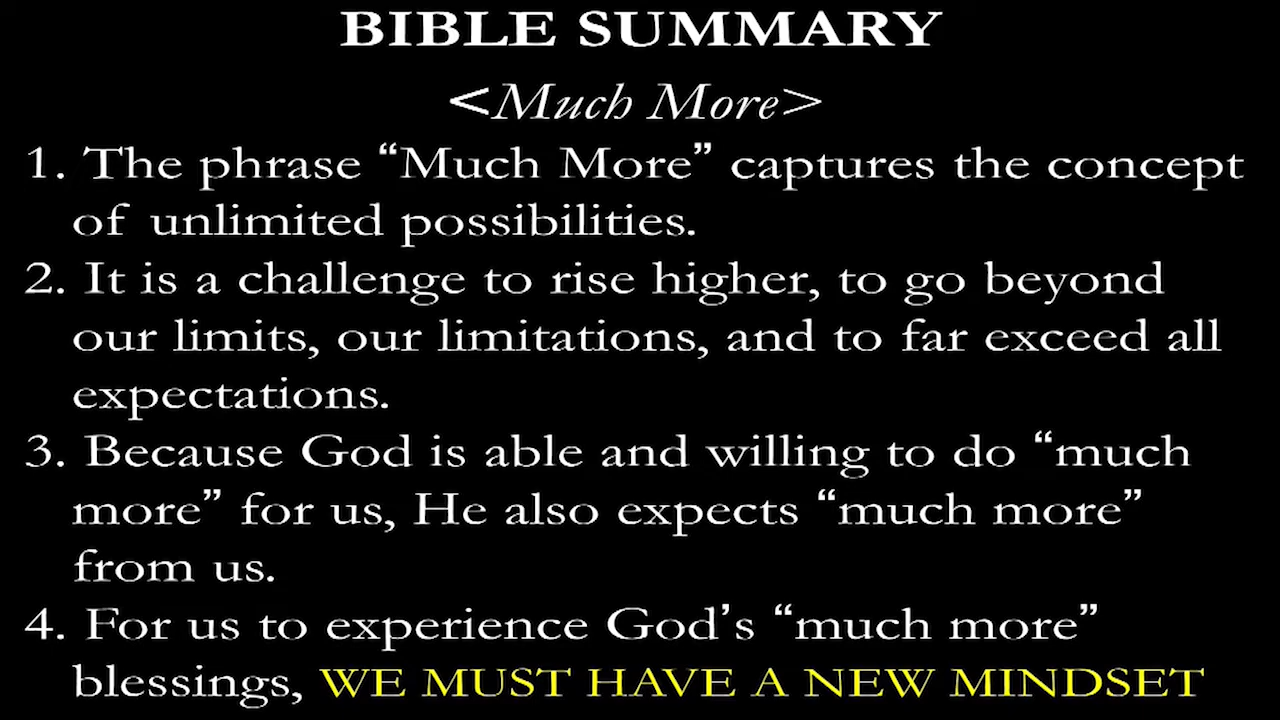 BIBLE SUMMARY
<Much More>
1. The phrase “Much More” captures the concept
of unlimited possibilities.
2. It is a challenge to rise higher, to go beyond
our limits, our limitations, and to far exceed all
expectations.
3. Because God is able and willing to do “much
more” for us, He also expects “much more”
from us.
4. For us to experience God’s “much more”
blessings, WE MUST HAVE A NEW MINDSET